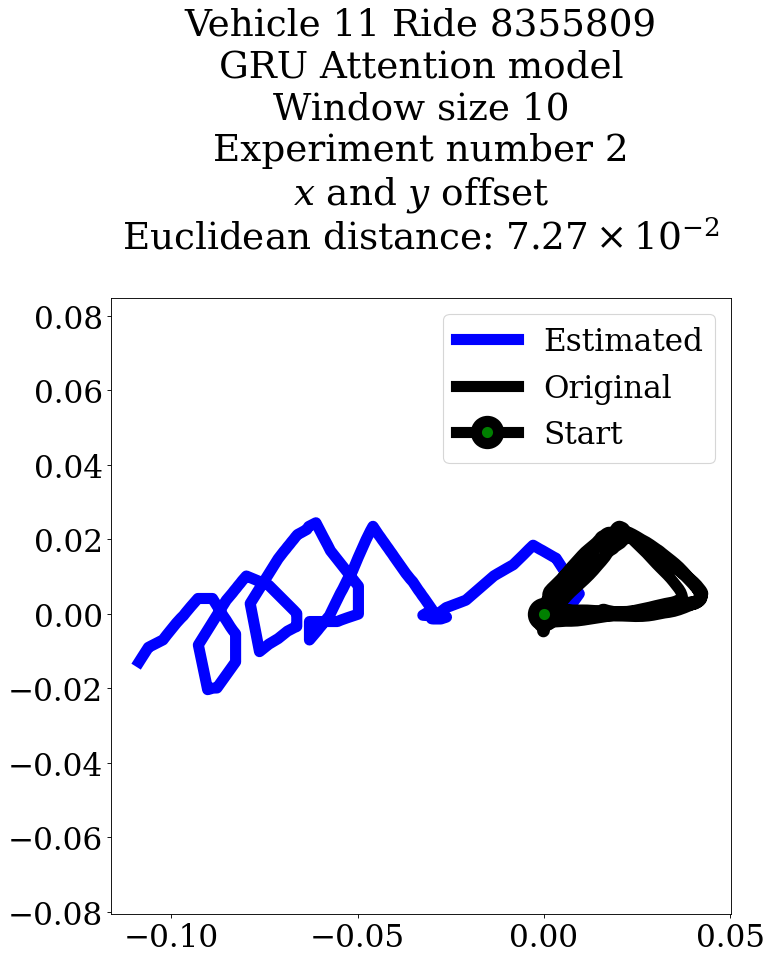 Vehicle 11 Ride 8355809
GRU Attention model
Window size 10
Experiment number 2
x and y offset
Euclidean distance: 7.27 × 10⁻²
Estimated
Original
Start
0.08
0.06
0.04
0.02
0.00
−0.02
−0.04
−0.06
−0.08
−0.10
−0.05
0.00
0.05